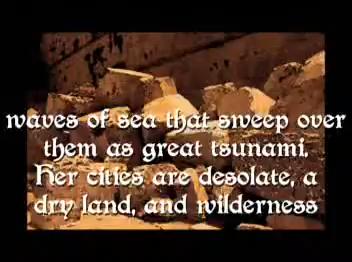 waves of sea that sweep over
them as great tsunami.
Her cities are desolate, a
dry land, and wilderness